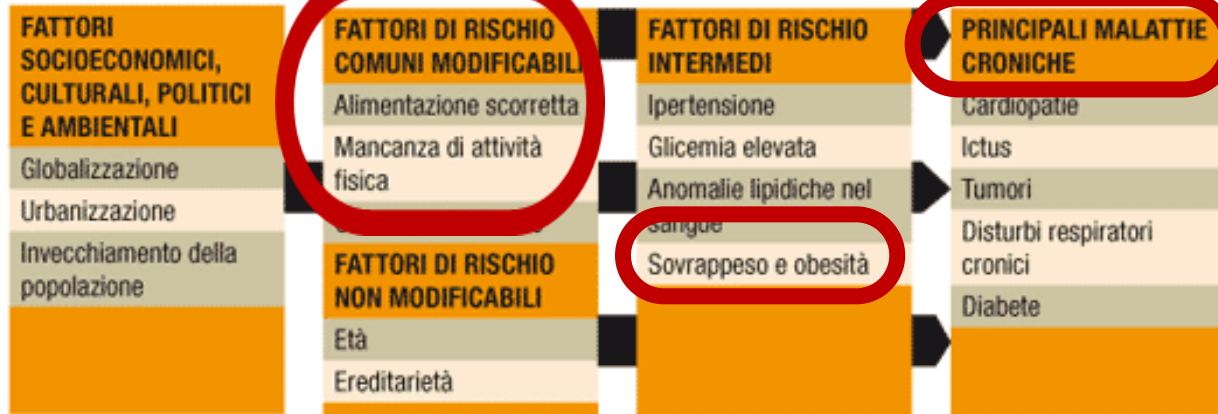 FATTORI
SOCIOECONOMICI,
CULTURALI, POLITICI
E AMBIENTALI
Globalizzazione
Urbanizzazione
Invecchiamento della
popolazione
FATTORI DI RISCHIO
COMUNI MODIFICABILI
Alimentazione scorretta
Mancanza di attività
fisica
FATTORI DI RISCHIO
NON MODIFICABILI
Età
Ereditarietà
FATTORI DI RISCHIO
INTERMEDI
Ipertensione
Glicemia elevata
Anomalie lipidiche nel
sangue
Sovrappeso e obesità
PRINCIPALI MALATTIE
CRONICHE
Cardiopatie
Ictus
Tumori
Disturbi respiratori
cronici
Diabete